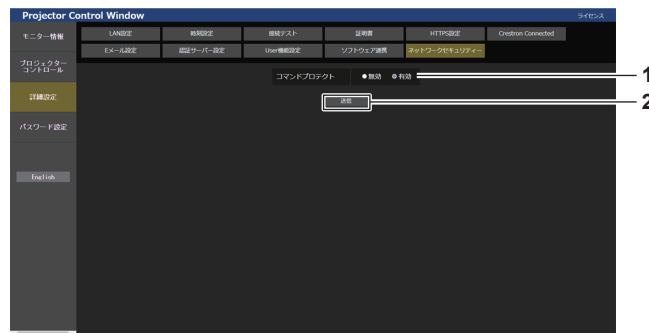 Projector Control Window
ライセンス
モニター情報
LAN設定
時刻設定
接続テスト
証明書
HTTPS設定
Crestron Connected
Eメール設定
認証サーバー設定
User機能設定
ソフトウェア連携
ネットワークセキュリティー
プロジェクター
コントロール
コマンドプロテクト
無効
有効
1
詳細設定
送信
2
パスワード設定
English